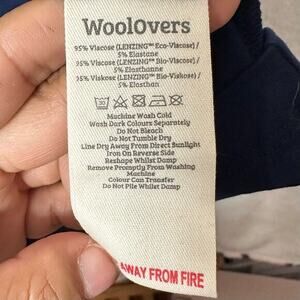 WoolOvers
95% Viscose (LENZING™ Eco-Viscose) /
5% Elastane
95% Viscose (LENZING™ Bio-Viscose) /
5% Elasthanne
95% Viskose (LENZING™ Bio-Viskose) /
5% Elasthan
30
Machine Wash Cold
Wash Dark Colours Separately
Do Not Bleach
Do Not Tumble Dry
Line Dry Away From Direct Sunlight
Iron On Reverse Side
Reshape Whilst Damp
Remove Promptly From Washing
Machine
Colour Can Transfer
Do Not Pile Whilst Damp
AWAY FROM FIRE